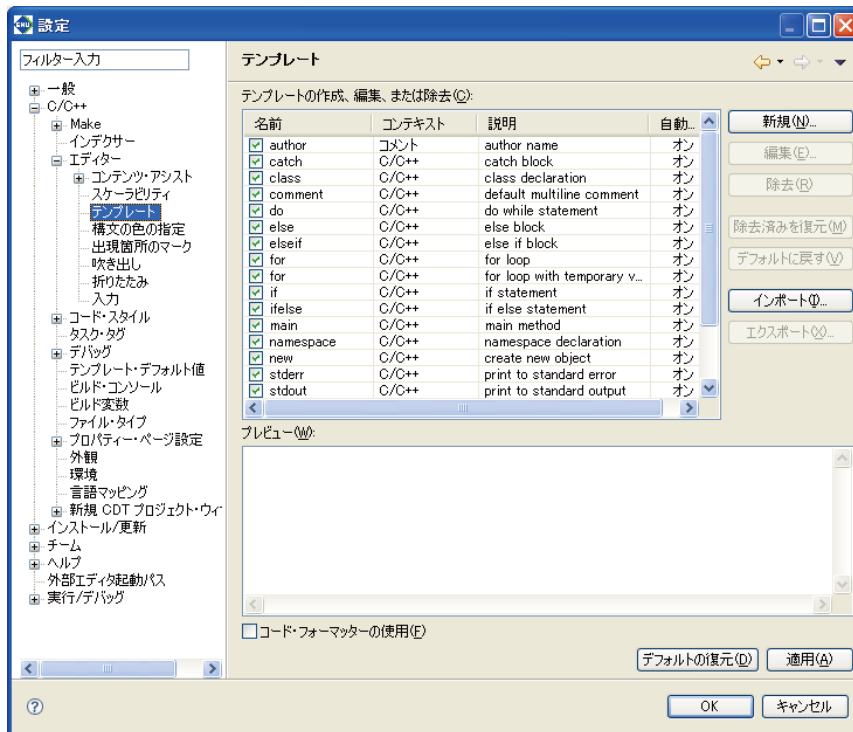 EMU 設定
フィルター入力
一般
C/C++
Make
インデクサー
エディター
コンテンツ・アシスト
スケーラビリティ
テンプレート
構文の色の指定
出現箇所のマーク
吹き出し
折りたたみ
入力
コード・スタイル
タスク・タグ
デバッグ
テンプレート・デフォルト値
ビルド・コンソール
ビルド変数
ファイル・タイプ
プロパティー・ページ設定
外観
環境
言語マッピング
新規 CDT プロジェクト・ウィ
インストール/更新
チーム
ヘルプ
外部エディタ起動パス
実行/デバッグ
テンプレート
テンプレートの作成、編集、または除去(C):
名前 コンテキスト 説明 自動...
author コメント author name オン
catch C/C++ catch block オン
class C/C++ class declaration オン
comment C/C++ default multiline comment オン
do C/C++ do while statement オン
else C/C++ else block オン
elseif C/C++ else if block オン
for C/C++ for loop オン
for C/C++ for loop with temporary v... オン
if C/C++ if statement オン
ifelse C/C++ if else statement オン
main C/C++ main method オン
namespace C/C++ namespace declaration オン
new C/C++ create new object オン
stderr C/C++ print to standard error オン
stdout C/C++ print to standard output オン
新規(N)...
編集(E)...
除去(R)
除去済みを復元(M)
デフォルトに戻す(V)
インポート(I)...
エクスポート(X)...
プレビュー(W):
コード・フォーマッターの使用(F)
デフォルトの復元(D) 適用(A)
? OK キャンセル